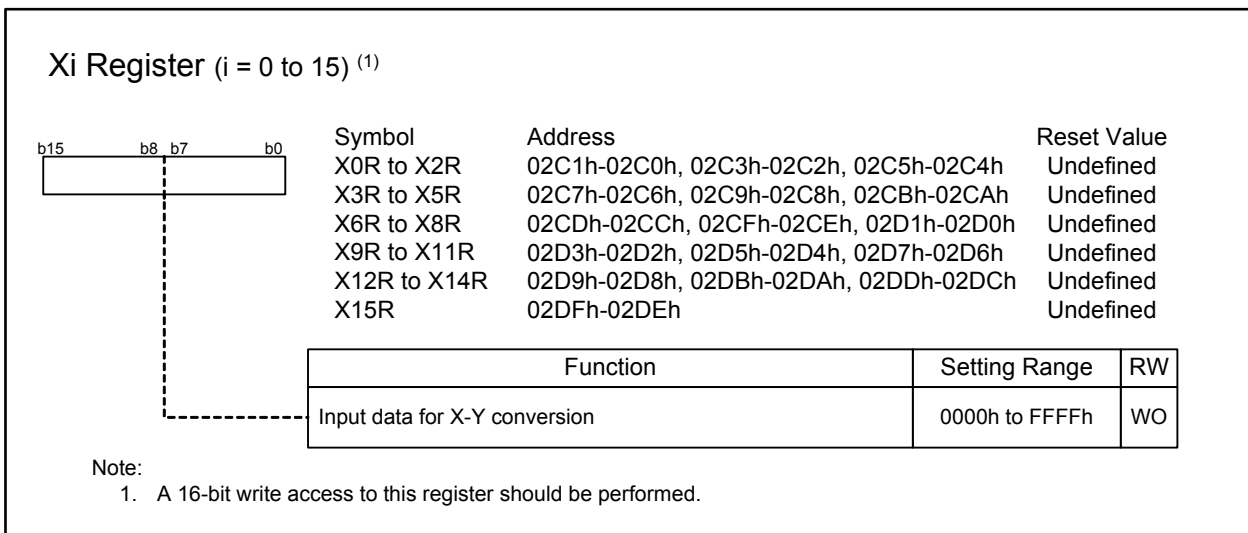 Xi Register (i = 0 to 15) (1)
b15 b8 b7 b0
Symbol Address Reset Value
X0R to X2R 02C1h-02C0h, 02C3h-02C2h, 02C5h-02C4h Undefined
X3R to X5R 02C7h-02C6h, 02C9h-02C8h, 02CBh-02CAh Undefined
X6R to X8R 02CDh-02CCh, 02CFh-02CEh, 02D1h-02D0h Undefined
X9R to X11R 02D3h-02D2h, 02D5h-02D4h, 02D7h-02D6h Undefined
X12R to X14R 02D9h-02D8h, 02DBh-02DAh, 02DDh-02DCh Undefined
X15R 02DFh-02DEh Undefined
Function Setting Range RW
Input data for X-Y conversion 0000h to FFFFh WO
Note:
1. A 16-bit write access to this register should be performed.